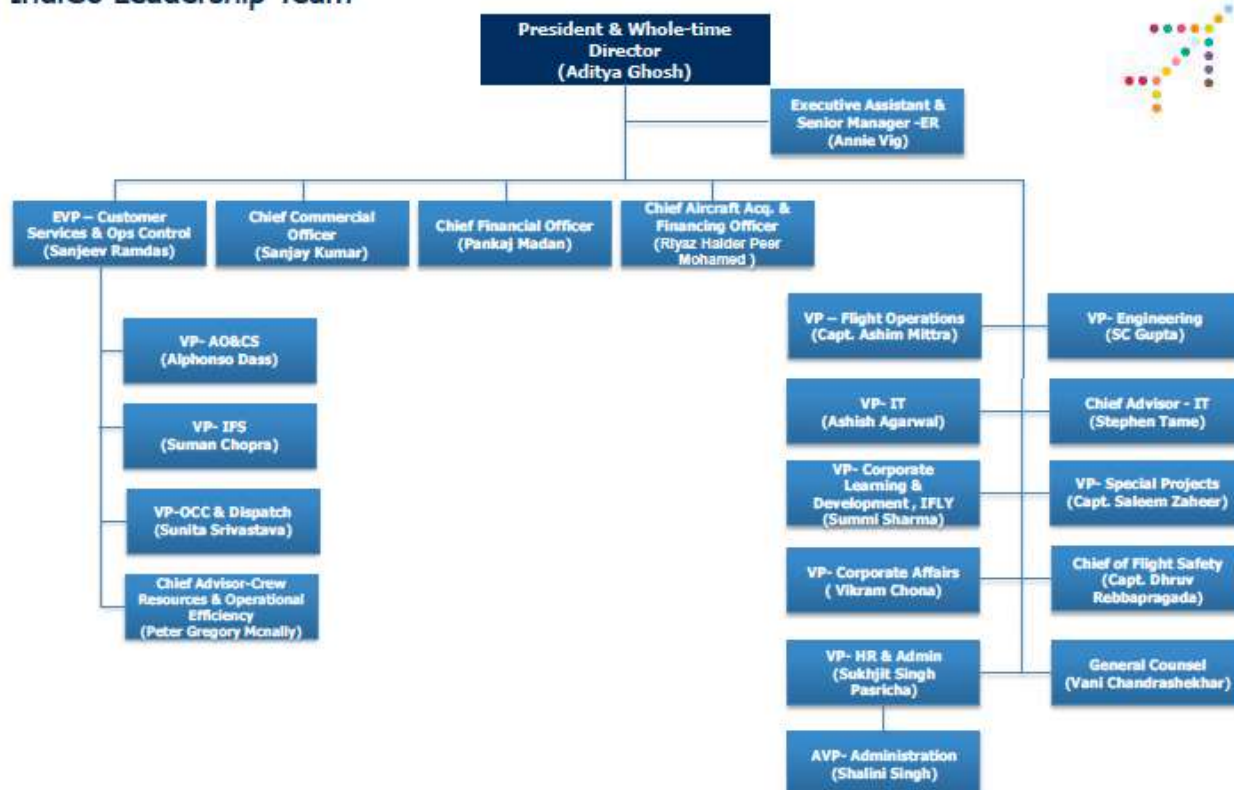 IndiGo Leadership Team
President & Whole-time
Director
(Aditya Ghosh)
Executive Assistant &
Senior Manager -ER
(Annie Vig)
EVP – Customer
Services & Ops Control
(Sanjeev Ramdas)
Chief Commercial
Officer
(Sanjay Kumar)
Chief Financial Officer
(Pankaj Madan)
Chief Aircraft Acq. &
Financing Officer
(Riyaz Haider Peer
Mohamed )
VP- AO&CS
(Alphonso Dass)
VP- IFS
(Suman Chopra)
VP-OCC & Dispatch
(Sunita Srivastava)
Chief Advisor-Crew
Resources & Operational
Efficiency
(Peter Gregory Mcnally)
VP – Flight Operations
(Capt. Ashim Mittra)
VP- Engineering
(SC Gupta)
VP- IT
(Ashish Agarwal)
Chief Advisor - IT
(Stephen Tame)
VP- Corporate
Learning &
Development , IFLY
(Summi Sharma)
VP- Special Projects
(Capt. Saleem Zaheer)
VP- Corporate Affairs
( Vikram Chona)
Chief of Flight Safety
(Capt. Dhruv
Rebbapragada)
VP- HR & Admin
(Sukhjit Singh
Pasricha)
General Counsel
(Vani Chandrashekhar)
AVP- Administration
(Shalini Singh)